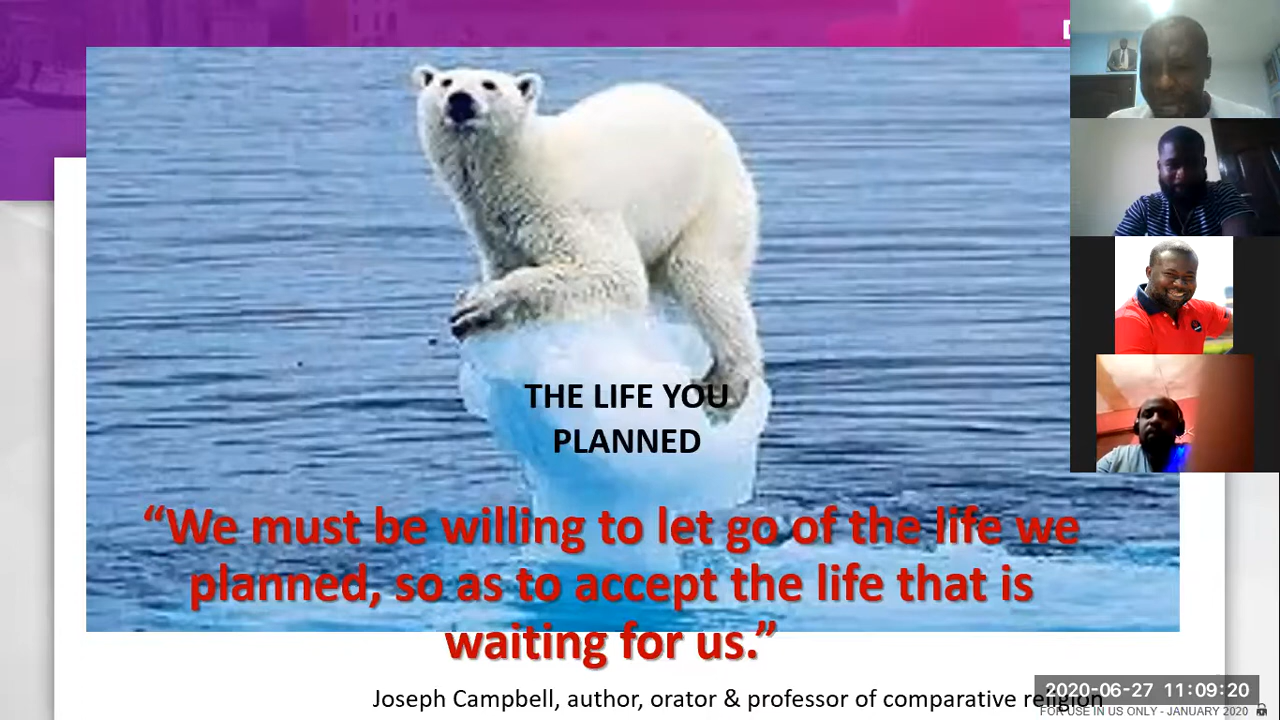 THE LIFE YOU
PLANNED
“We must be willing to let go of the life we
planned, so as to accept the life that is
waiting for us.”
Joseph Campbell, author, orator & professor of comparative religion
2020-06-27 11:09:20
FOR USE IN US ONLY - JANUARY 2020